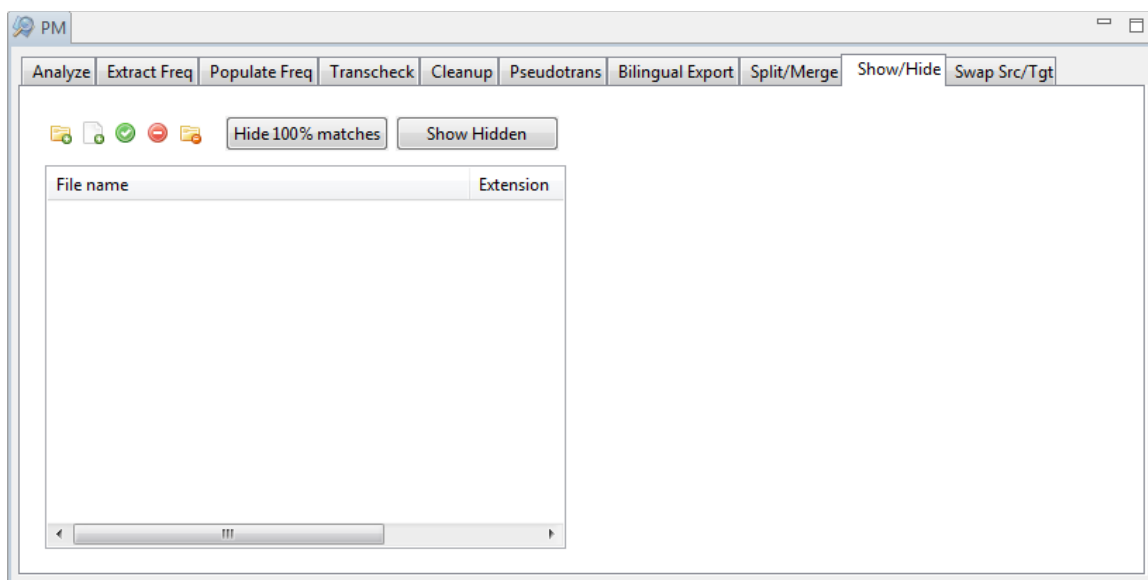 PM
Analyze Extract Freq Populate Freq Transcheck Cleanup Pseudotrans Bilingual Export Split/Merge Show/Hide Swap Src/Tgt
Hide 100% matches Show Hidden
File name Extension